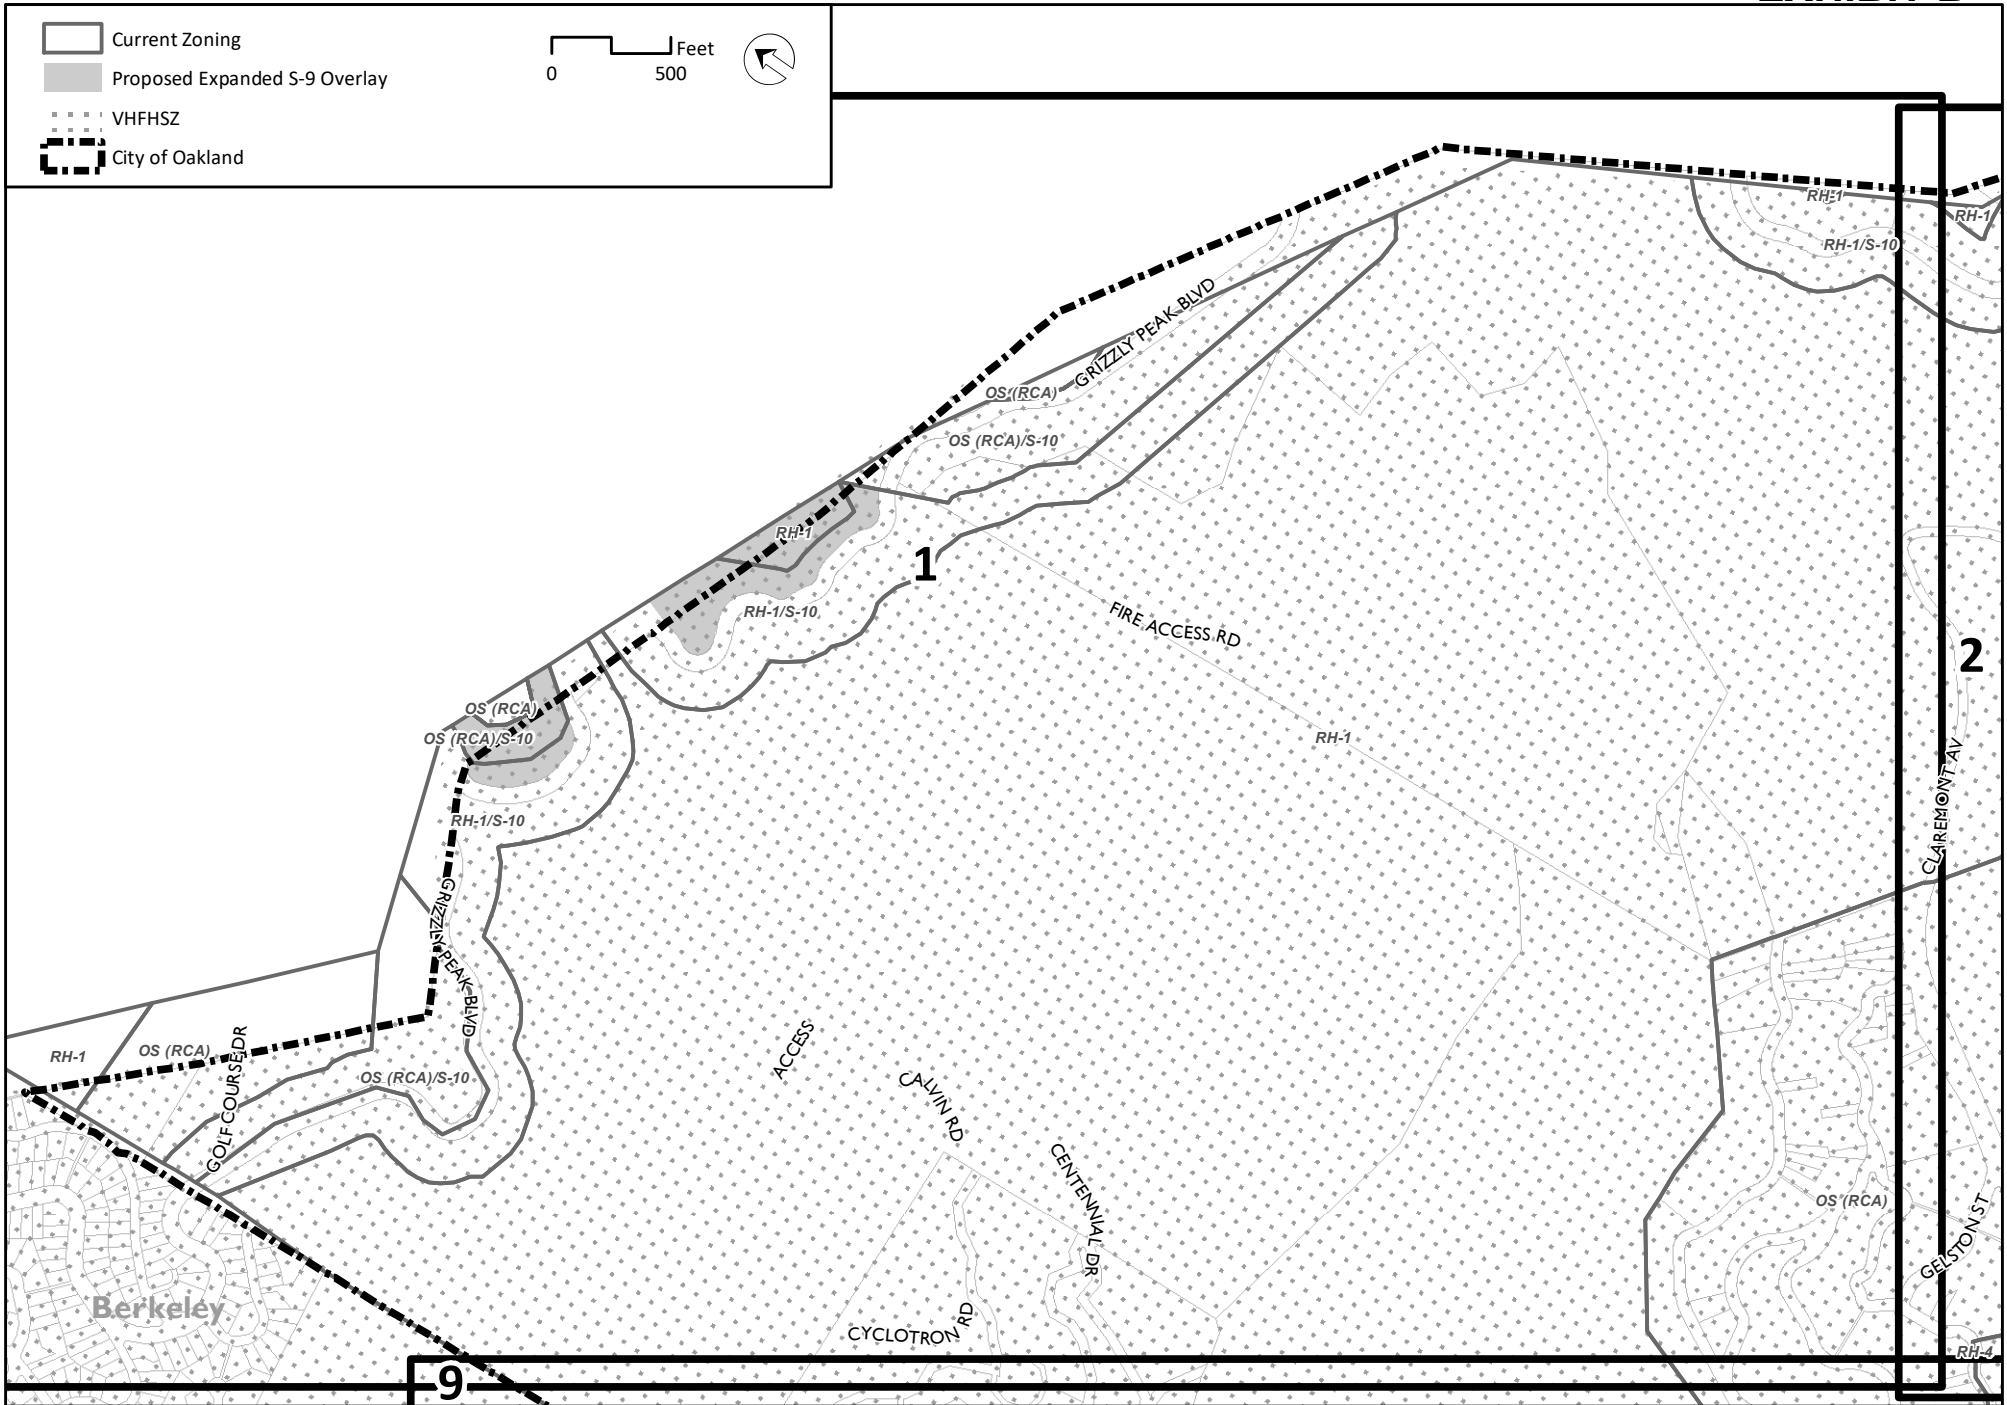 Current Zoning
Proposed Expanded S-9 Overlay
VHFHSZ
City of Oakland
Feet
0
500
RH-1
RH-1
RH-1/S-10
GRIZZLY PEAK BLVD
OS (RCA)
OS (RCA)/S-10
RH-1
1
RH-1/S-10
FIRE ACCESS RD
2
OS (RCA)
OS (RCA)/S-10
RH-1
CLAREMONT AV
RH-1/S-10
GRIZZLY PEAK BLVD
RH-1
OS (RCA)
GOLF COURSE DR
OS (RCA)/S-10
ACCESS
CALVIN RD
CENTENNIAL DR
OS (RCA)
GELSTON ST
Berkeley
CYCLOTRON RD
RH-4
9